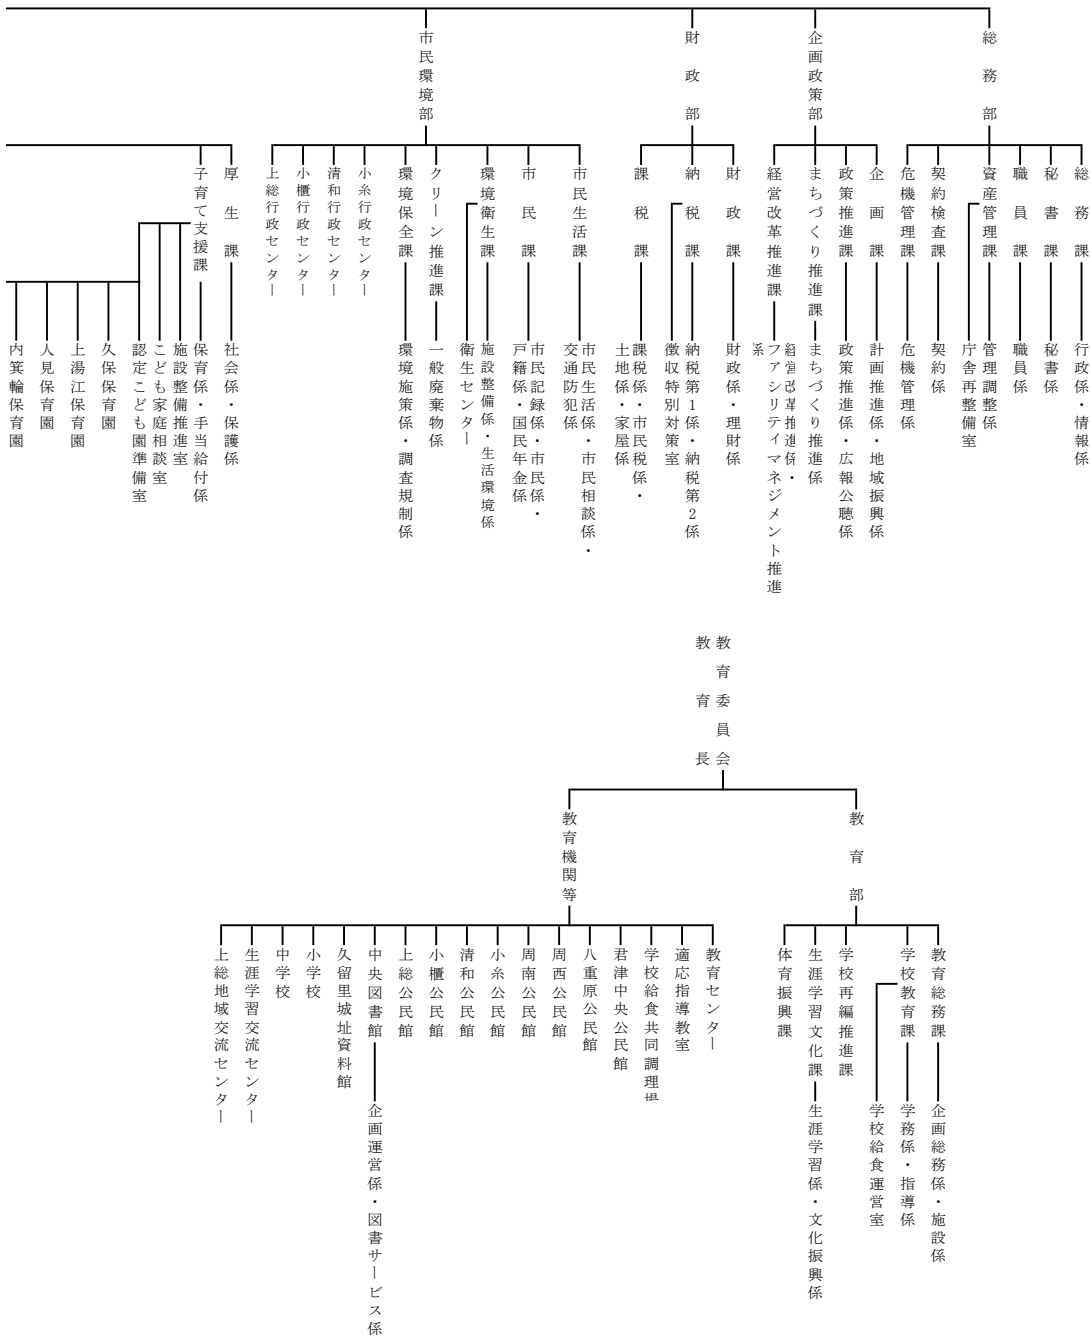 総務部
企画政策部
財政部
市民環境部
総務課
秘書課
職員課
資産管理課
契約検査課
危機管理課
企画課
政策推進課
まちづくり推進課
経営改革推進課
財政課
納税課
課税課
市民生活課
市民課
環境衛生課
クリーン推進課
環境保全課
小糸行政センター
清和行政センター
小櫃行政センター
上総行政センター
厚生課
子育て支援課
行政係・情報係
秘書係
職員係
管理調整係
庁舎再整備室
契約係
危機管理係
計画推進係・地域振興係
政策推進係・広報公聴係
まちづくり推進係
経営改革推進係・
ファシリティマネジメント推進
係
財政係・理財係
納税第1係・納税第2係
徴収特別対策室
課税係・市民税係・
土地係・家屋係
市民生活係・市民相談係・
交通防犯係
市民記録係・市民係・
戸籍係・国民年金係
施設整備係・生活環境係
衛生センター
一般廃棄物係
環境施策係・調査規制係
社会係・保護係
保育係・手当給付係
施設整備推進室
こども家庭相談室
認定こども園準備室
久保保育園
上湯江保育園
人見保育園
内箕輪保育園
教育委員会
教育長
教育部
教育機関等
教育総務課
学校教育課
学校再編推進課
生涯学習文化課
体育振興課
企画総務係・施設係
学務係・指導係
学校給食運営室
生涯学習係・文化振興係
教育センター
適応指導教室
学校給食共同調理場
君津中央公民館
八重原公民館
周西公民館
周南公民館
小糸公民館
清和公民館
小櫃公民館
上総公民館
中央図書館
企画運営係・図書サービス係
久留里城址資料館
小学校
中学校
生涯学習交流センター
上総地域交流センター